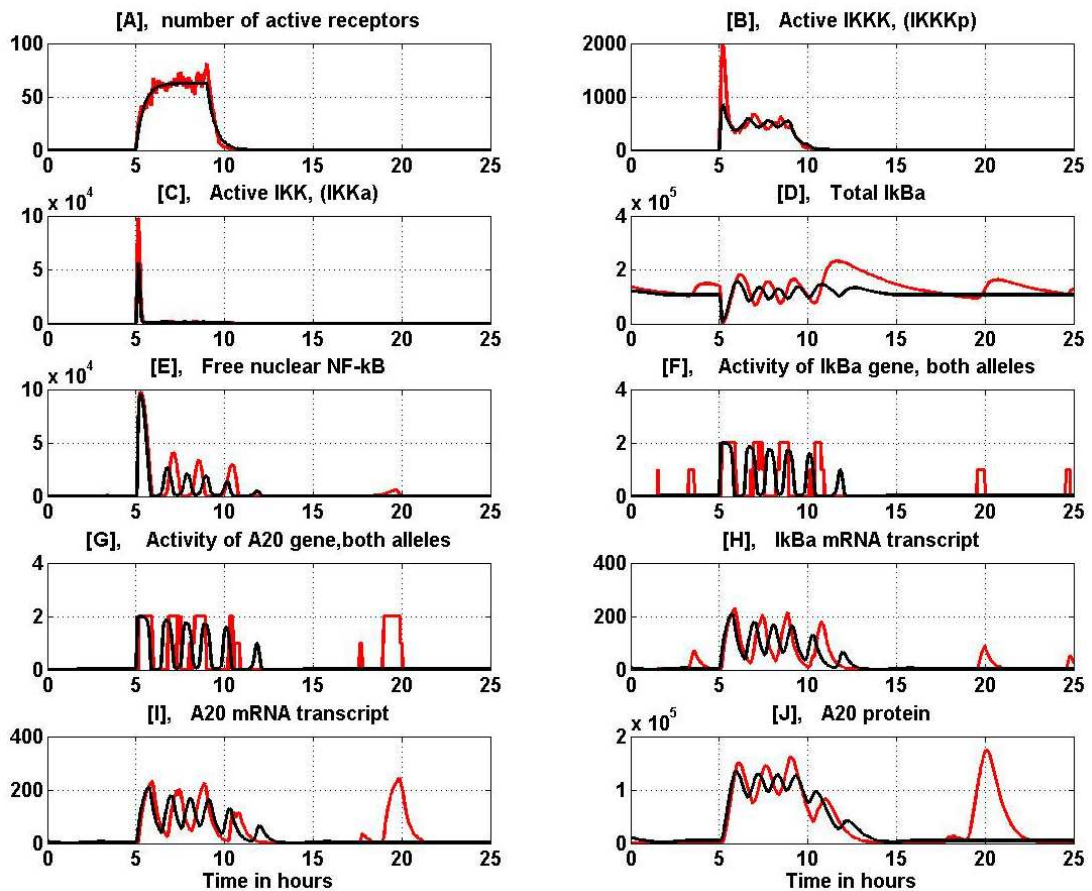 [A], number of active receptors
100
50
0
0 5 10 15 20 25
[B], Active IKKK, (IKKKp)
2000
1000
0
0 5 10 15 20 25
[C], Active IKK, (IKKa)
x 10^4
10
5
0
0 5 10 15 20 25
[D], Total IkBa
x 10^5
4
2
0
0 5 10 15 20 25
[E], Free nuclear NF-kB
x 10^4
10
5
0
0 5 10 15 20 25
[F], Activity of IkBa gene, both alleles
4
2
0
0 5 10 15 20 25
[G], Activity of A20 gene,both alleles
4
2
0
0 5 10 15 20 25
[H], IkBa mRNA transcript
400
200
0
0 5 10 15 20 25
[I], A20 mRNA transcript
400
200
0
0 5 10 15 20 25
Time in hours
[J], A20 protein
x 10^5
2
1
0
0 5 10 15 20 25
Time in hours